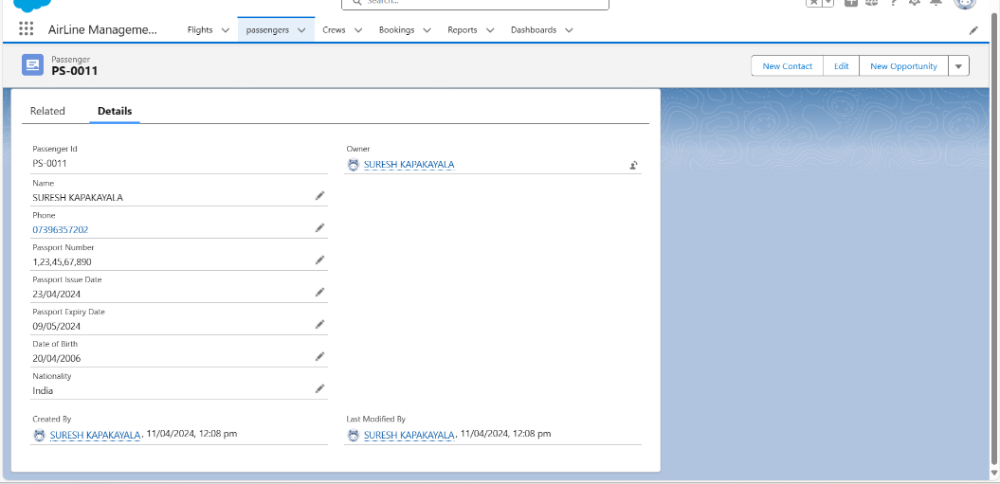 Search...
AirLine Manageme...
Flights
passengers
Crews
Bookings
Reports
Dashboards
Passenger
PS-0011
New Contact
Edit
New Opportunity
Related
Details
Passenger Id
PS-0011
Owner
SURESH KAPAKAYALA
Name
SURESH KAPAKAYALA
Phone
07396357202
Passport Number
1,23,45,67,890
Passport Issue Date
23/04/2024
Passport Expiry Date
09/05/2024
Date of Birth
20/04/2006
Nationality
India
Created By
SURESH KAPAKAYALA, 11/04/2024, 12:08 pm
Last Modified By
SURESH KAPAKAYALA, 11/04/2024, 12:08 pm